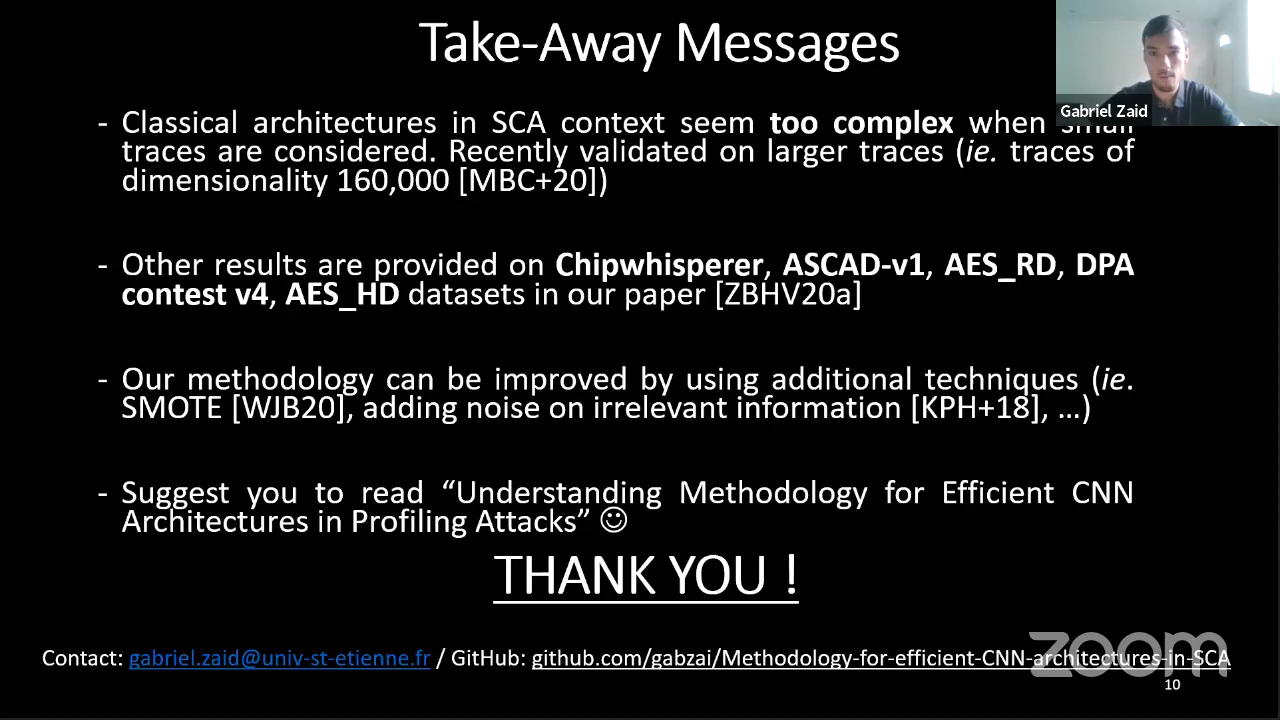 Take-Away Messages
Gabriel Zaid
- Classical architectures in SCA context seem too complex when small
traces are considered. Recently validated on larger traces (ie. traces of
dimensionality 160,000 [MBC+20])
- Other results are provided on Chipwhisperer, ASCAD-v1, AES_RD, DPA
contest v4, AES_HD datasets in our paper [ZBHV20a]
- Our methodology can be improved by using additional techniques (ie.
SMOTE [WJB20], adding noise on irrelevant information [KPH+18], …)
- Suggest you to read “Understanding Methodology for Efficient CNN
Architectures in Profiling Attacks” ☺
THANK YOU !
Contact: gabriel.zaid@univ-st-etienne.fr / GitHub: github.com/gabzai/Methodology-for-efficient-CNN-architectures-in-SCA
zoom
10